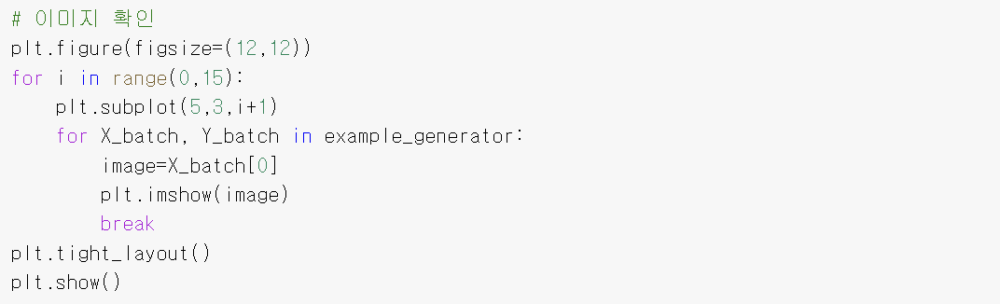 # 이미지 확인
plt.figure(figsize=(12,12))
for i in range(0,15):
    plt.subplot(5,3,i+1)
    for X_batch, Y_batch in example_generator:
        image=X_batch[0]
        plt.imshow(image)
        break
plt.tight_layout()
plt.show()